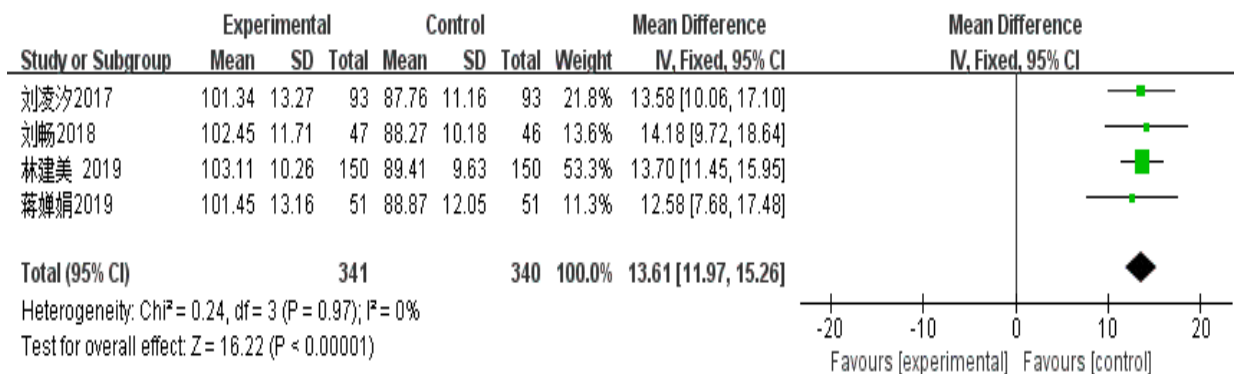 Experimental Control Mean Difference Mean Difference
Study or Subgroup Mean SD Total Mean SD Total Weight IV, Fixed, 95% CI IV, Fixed, 95% CI
刘凌汐2017 101.34 13.27 93 87.76 11.16 93 21.8% 13.58 [10.06, 17.10]
刘畅2018 102.45 11.71 47 88.27 10.18 46 13.6% 14.18 [9.72, 18.64]
林建美 2019 103.11 10.26 150 89.41 9.63 150 53.3% 13.70 [11.45, 15.95]
蒋婵娟2019 101.45 13.16 51 88.87 12.05 51 11.3% 12.58 [7.68, 17.48]
Total (95% CI) 341 340 100.0% 13.61 [11.97, 15.26]
Heterogeneity: Chi² = 0.24, df = 3 (P = 0.97); I² = 0%
Test for overall effect: Z = 16.22 (P < 0.00001)
-20 -10 0 10 20
Favours [experimental] Favours [control]